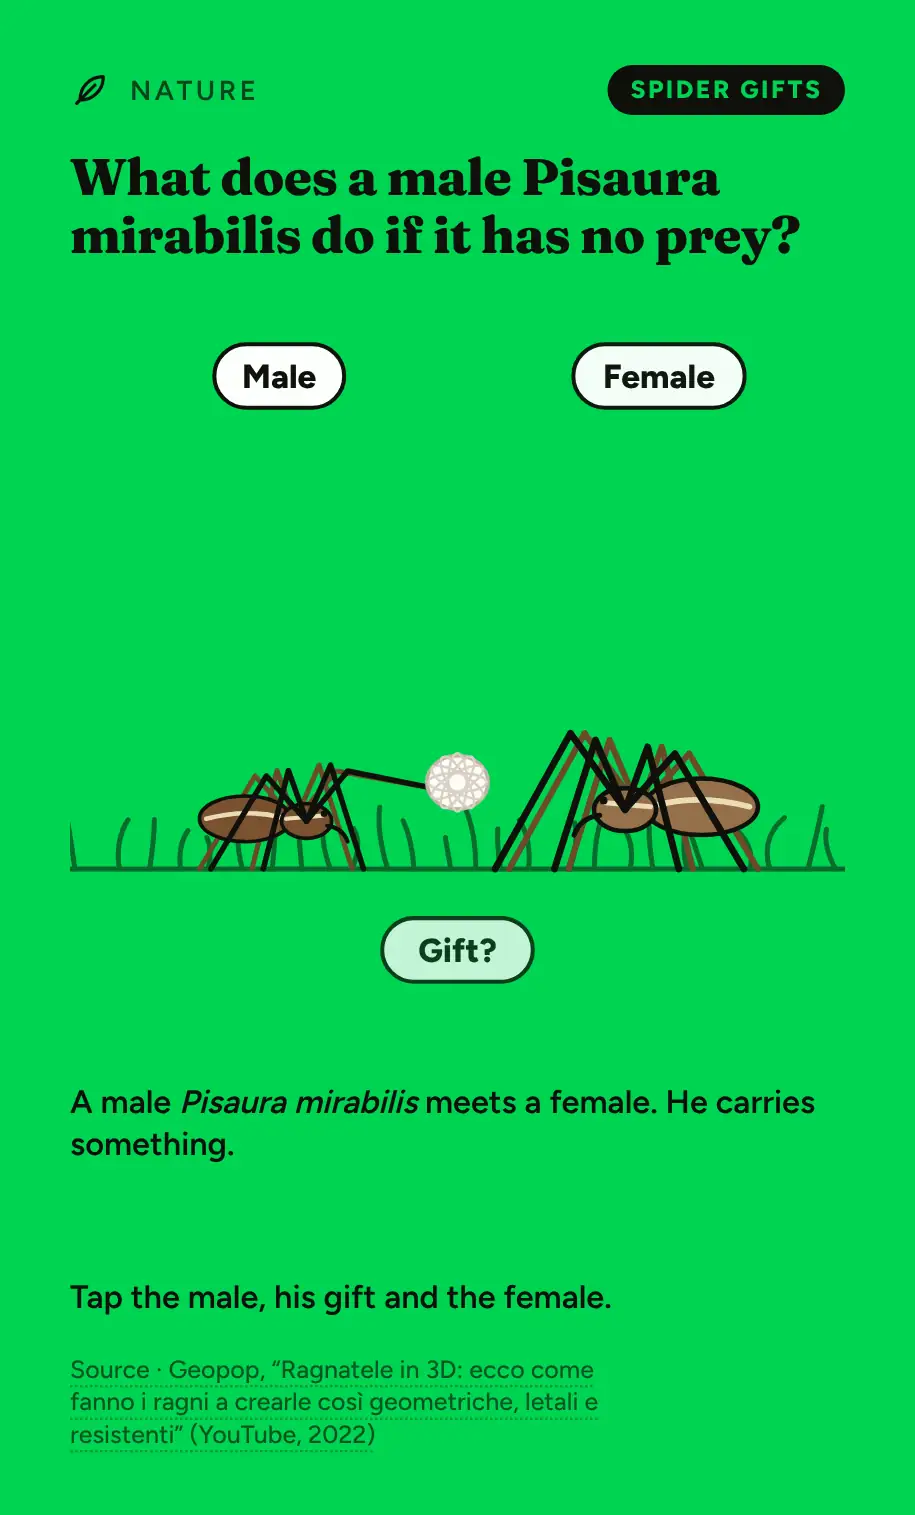 NATURE
SPIDER GIFTS
What does a male Pisaura
mirabilis do if it has no prey?
Male
Female
Gift?
A male Pisaura mirabilis meets a female. He carries
something.
Tap the male, his gift and the female.
Source · Geopop, “Ragnatele in 3D: ecco come
fanno i ragni a crearle così geometriche, letali e
resistenti” (YouTube, 2022)